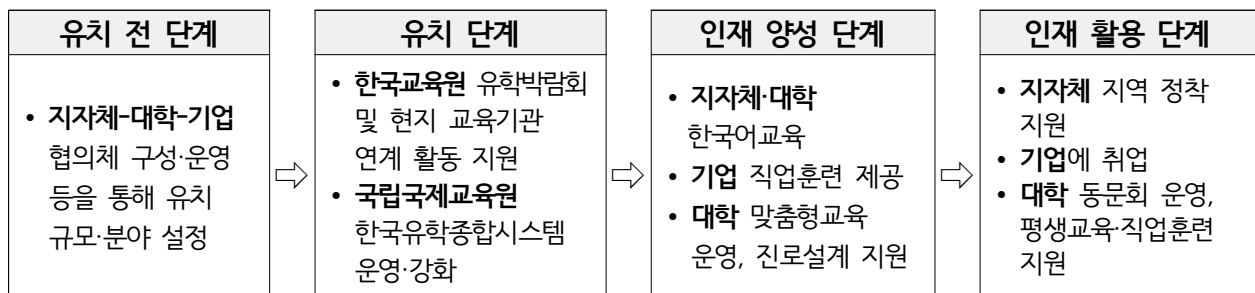 유치 전 단계
• 지자체-대학-기업
협의체 구성·운영
등을 통해 유치
규모·분야 설정
⇨
유치 단계
• 한국교육원 유학박람회
및 현지 교육기관
연계 활동 지원
• 국립국제교육원
한국유학종합시스템
운영·강화
⇨
인재 양성 단계
• 지자체·대학
한국어교육
• 기업 직업훈련 제공
• 대학 맞춤형교육
운영, 진로설계 지원
⇨
인재 활용 단계
• 지자체 지역 정착
지원
• 기업에 취업
• 대학 동문회 운영,
평생교육·직업훈련
지원